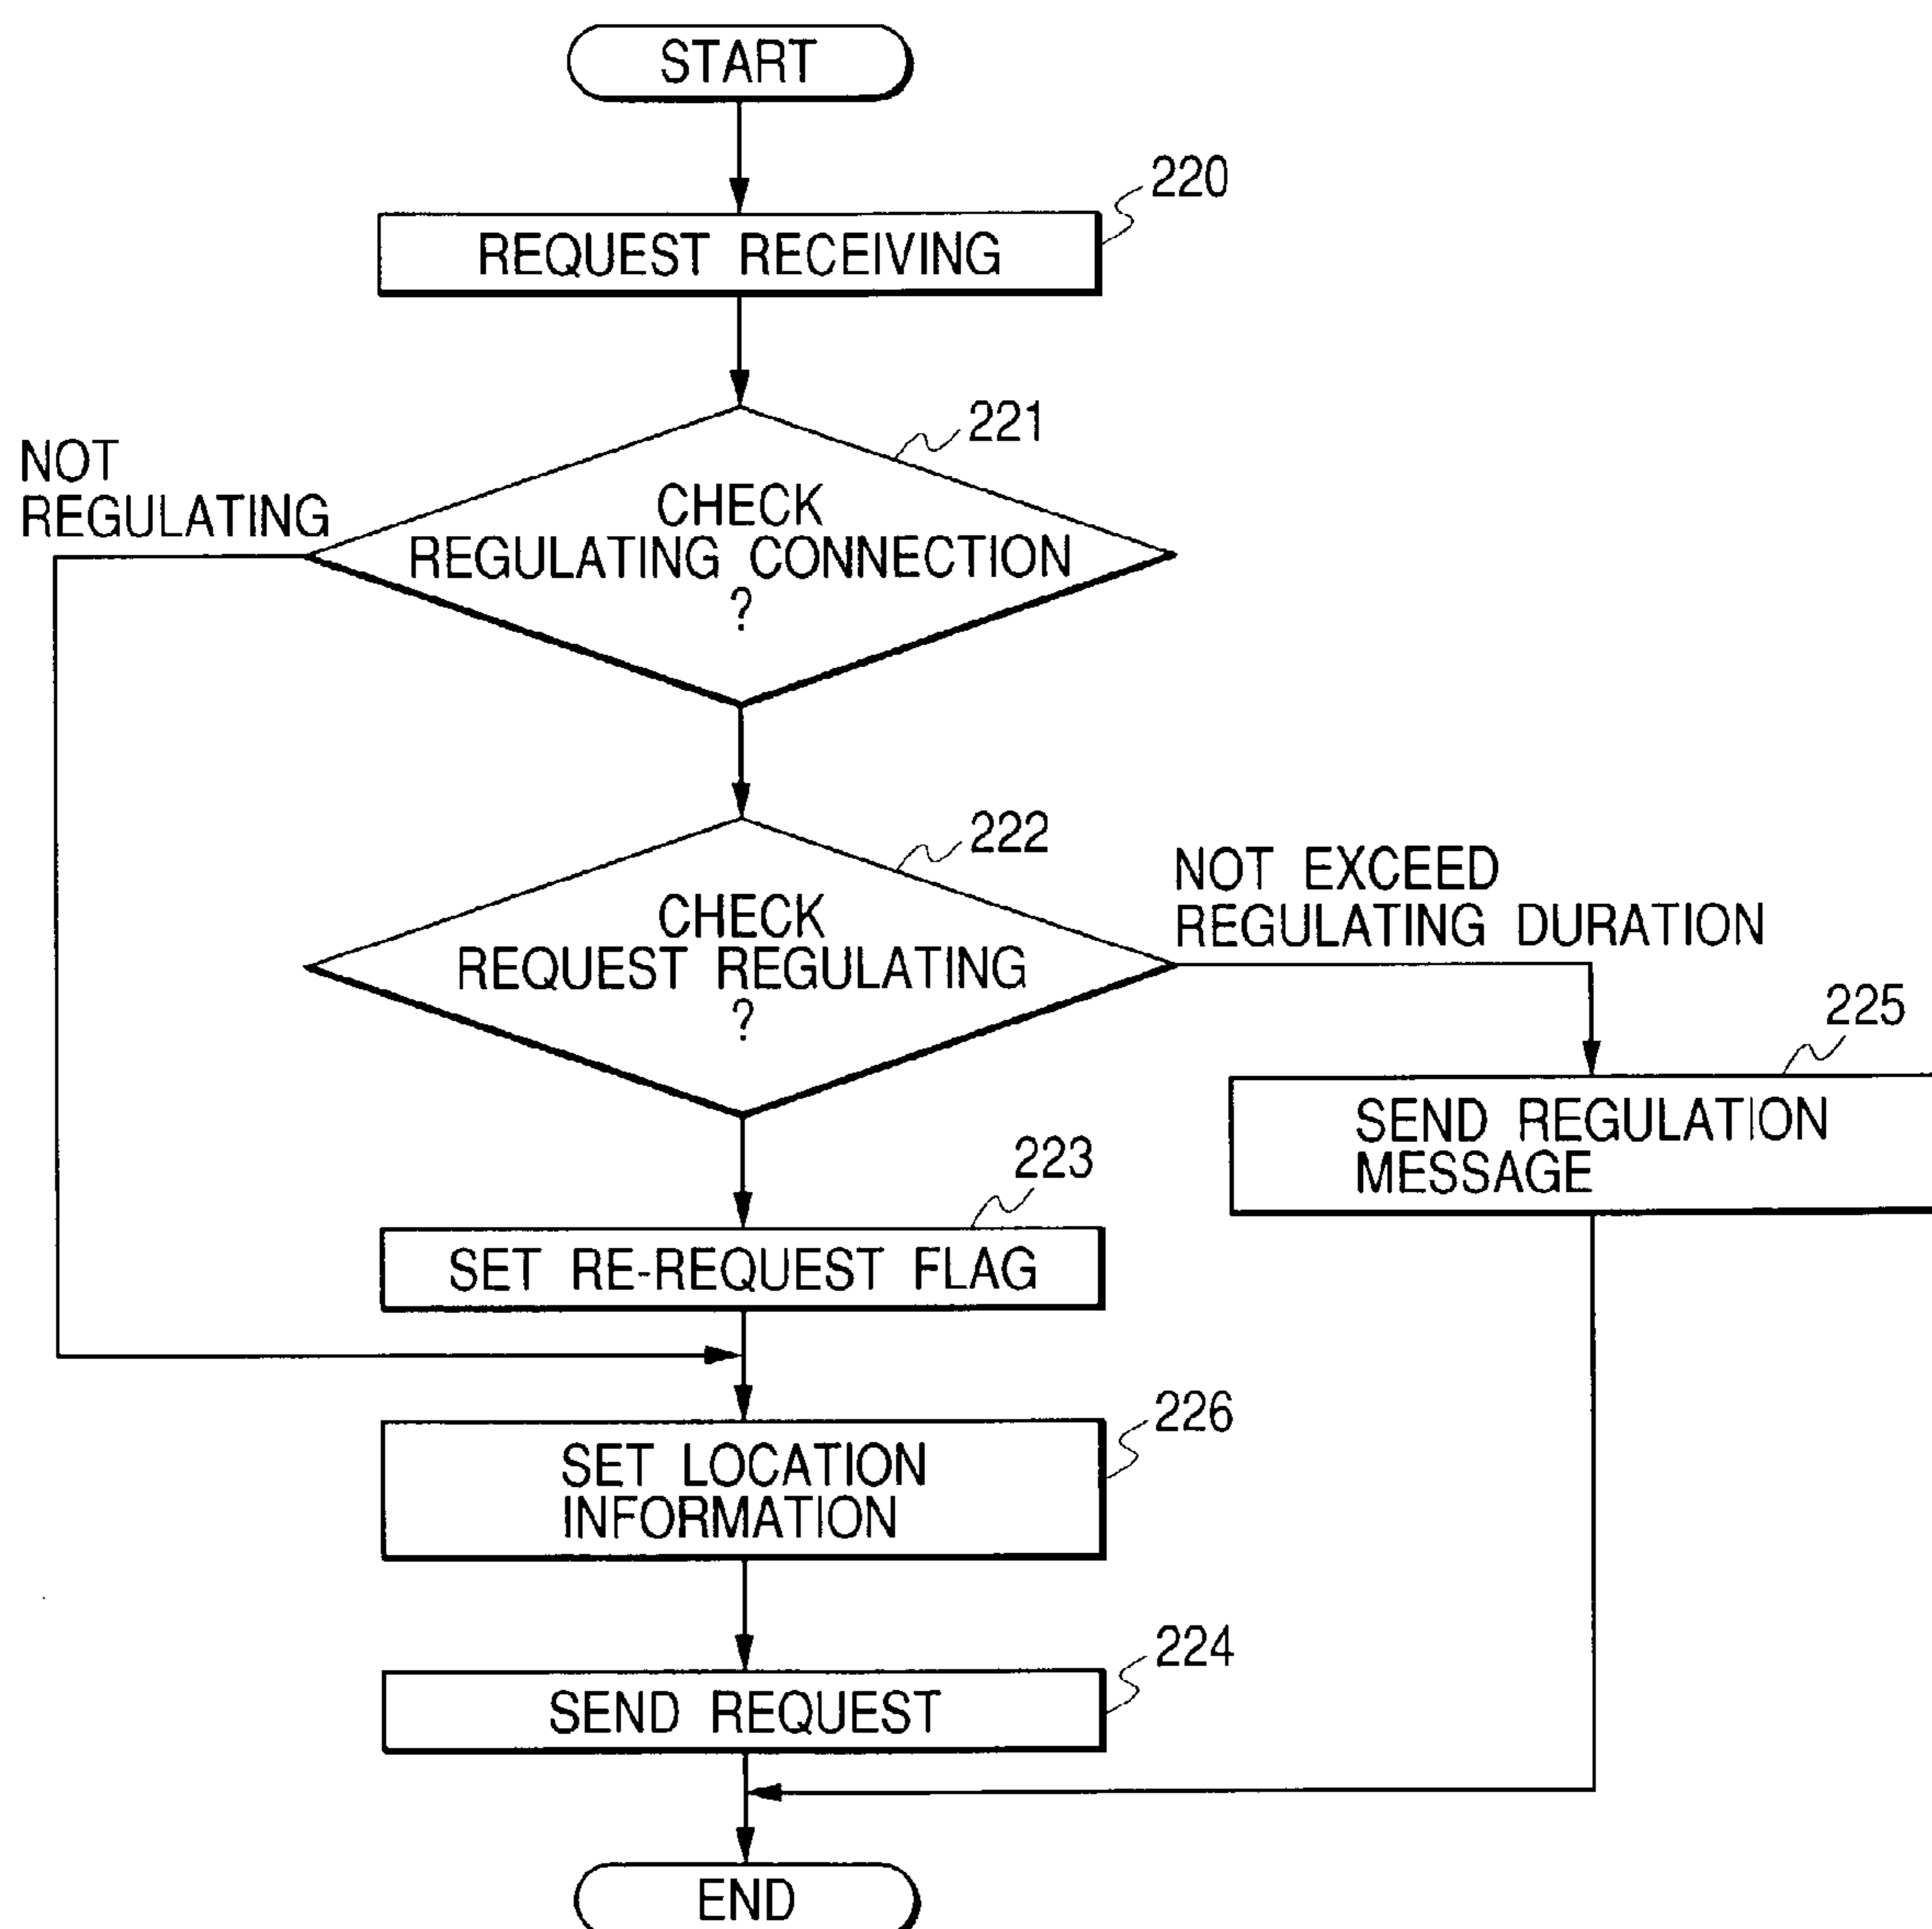 START
220
REQUEST RECEIVING
221
NOT
REGULATING
CHECK
REGULATING CONNECTION
?
222
NOT EXCEED
REGULATING DURATION
CHECK
REQUEST REGULATING
?
225
SEND REGULATION
MESSAGE
223
SET RE-REQUEST FLAG
226
SET LOCATION
INFORMATION
224
SEND REQUEST
END